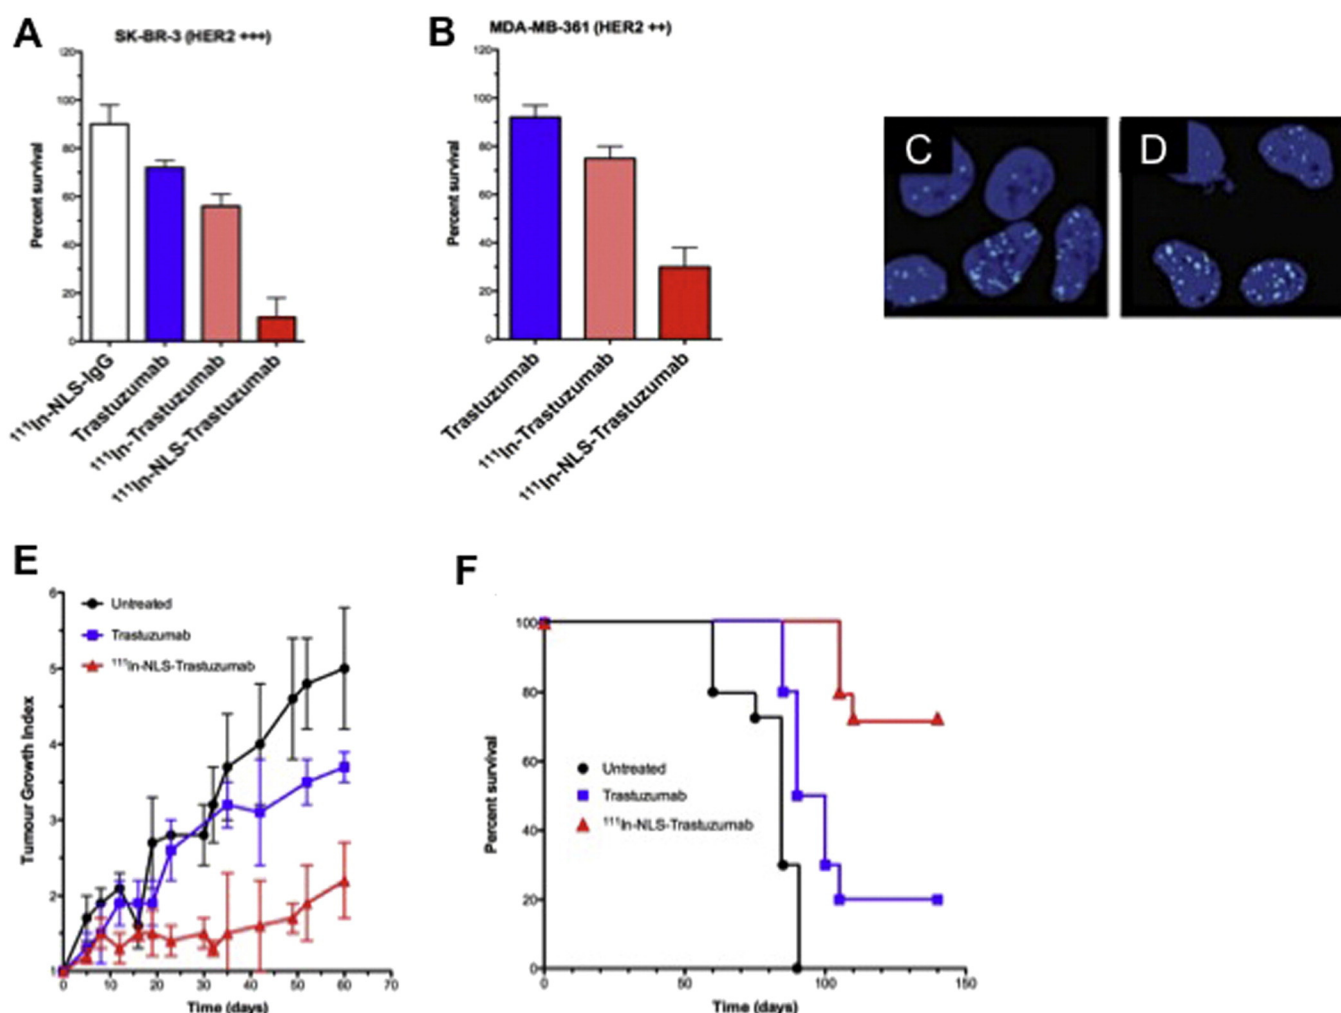 A
SK-BR-3 (HER2 +++)
120
100
80
60
40
20
0
Percent survival
111In-NLS-IgG
Trastuzumab
111In-Trastuzumab
111In-NLS-Trastuzumab
B
MDA-MB-361 (HER2 ++)
120
100
80
60
40
20
0
Percent survival
Trastuzumab
111In-Trastuzumab
111In-NLS-Trastuzumab
C
D
E
6
5
4
3
2
1
Tumour Growth Index
Untreated
Trastuzumab
111In-NLS-Trastuzumab
0 10 20 30 40 50 60 70
Time (days)
F
100
80
60
40
20
0
Percent survival
Untreated
Trastuzumab
111In-NLS-Trastuzumab
0 50 100 150
Time (days)